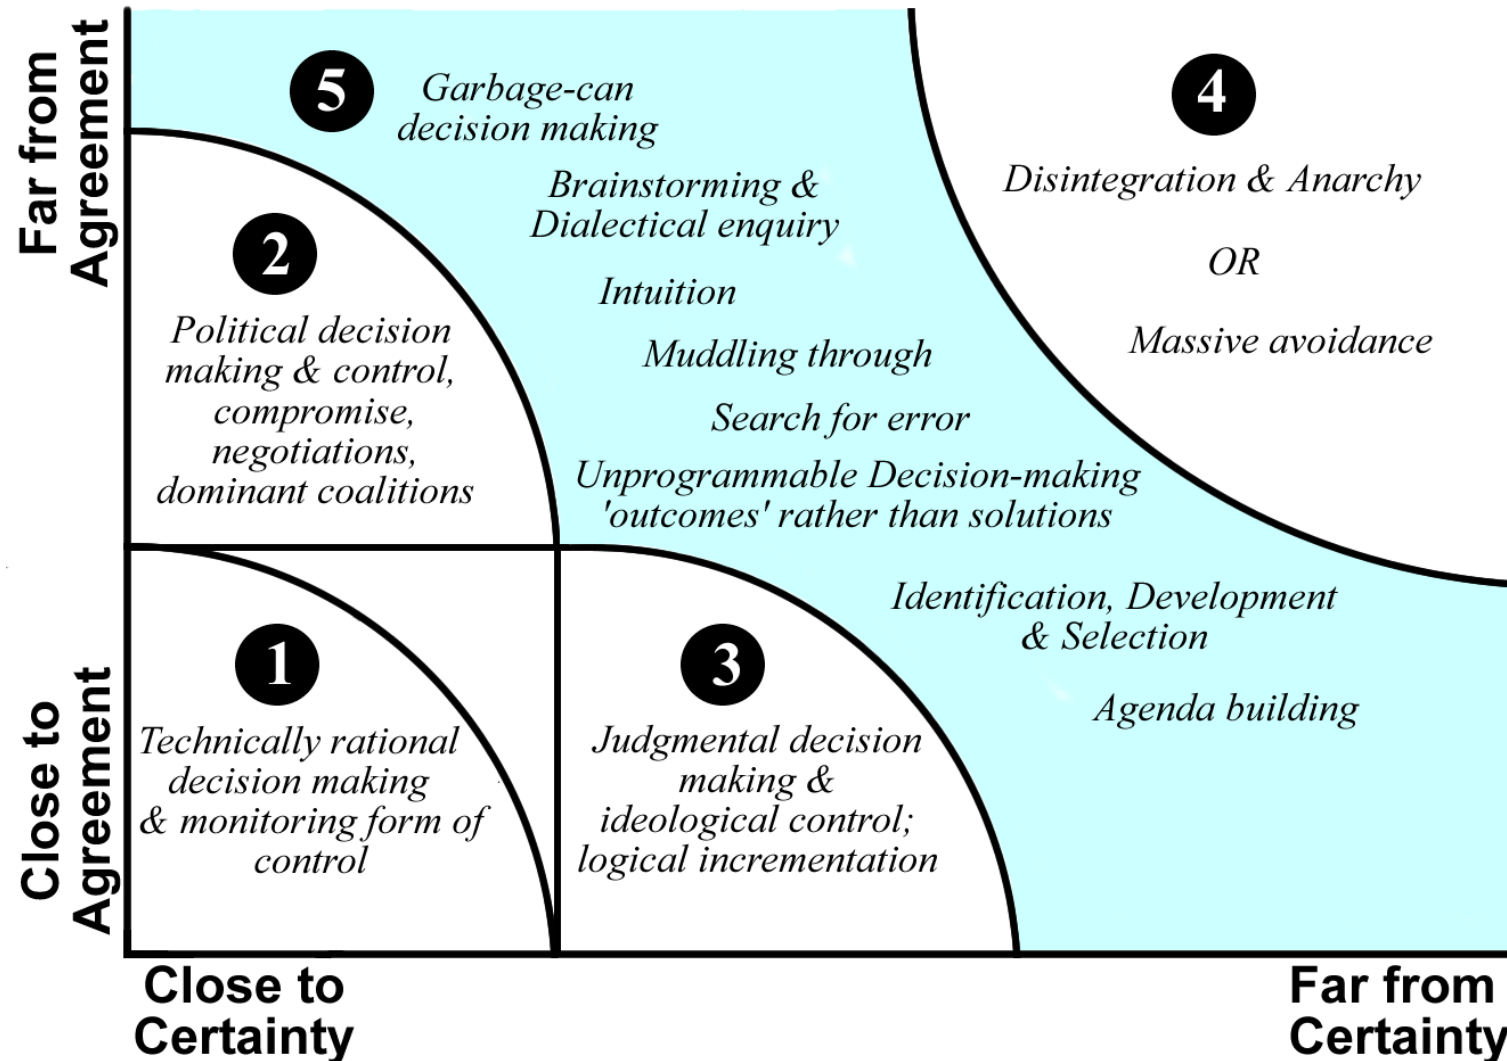 Far from
Agreement
5
Garbage-can
decision making
Brainstorming &
Dialectical enquiry
Intuition
Muddling through
Search for error
Unprogrammable Decision-making
'outcomes' rather than solutions
Identification, Development
& Selection
Agenda building
4
Disintegration & Anarchy
OR
Massive avoidance
2
Political decision
making & control,
compromise,
negotiations,
dominant coalitions
Close to
Agreement
1
Technically rational
decision making
& monitoring form of
control
3
Judgmental decision
making &
ideological control;
logical incrementation
Close to
Certainty
Far from
Certainty